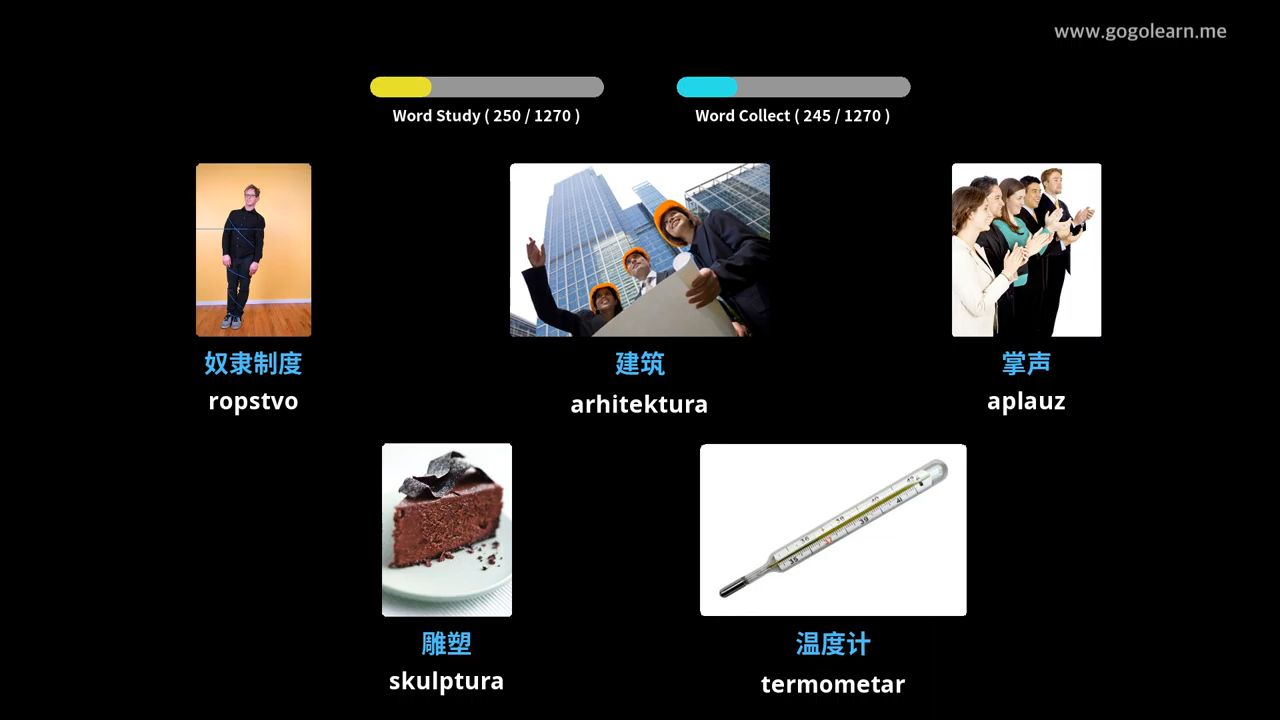 www.gogolearn.me
Word Study ( 250 / 1270 )
Word Collect ( 245 / 1270 )
奴隶制度
建筑
掌声
ropstvo
arhitektura
aplauz
雕塑
温度计
skulptura
termometar